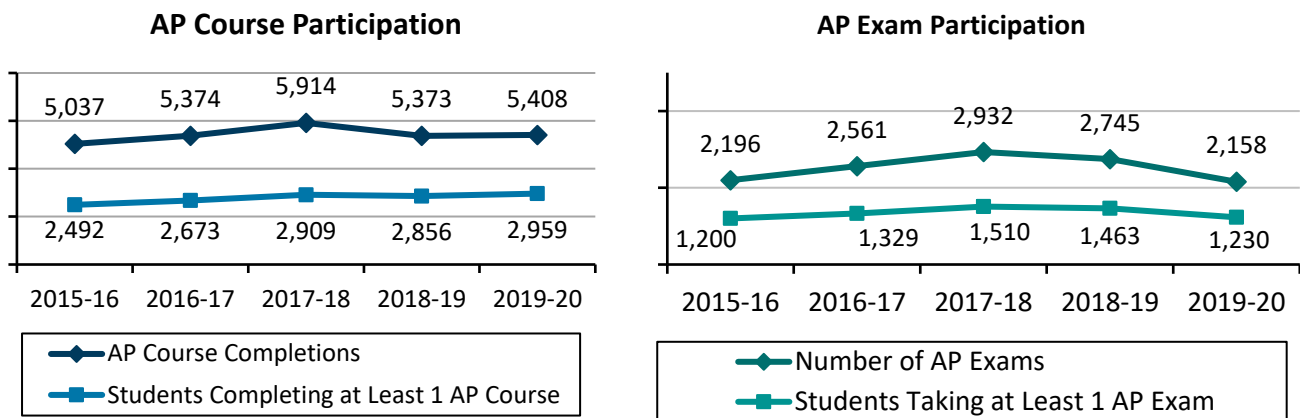 AP Course Participation
5,037 5,374 5,914 5,373 5,408
2,492 2,673 2,909 2,856 2,959
2015-16 2016-17 2017-18 2018-19 2019-20
AP Course Completions
Students Completing at Least 1 AP Course
AP Exam Participation
2,196 2,561 2,932 2,745 2,158
1,200 1,329 1,510 1,463 1,230
2015-16 2016-17 2017-18 2018-19 2019-20
Number of AP Exams
Students Taking at Least 1 AP Exam